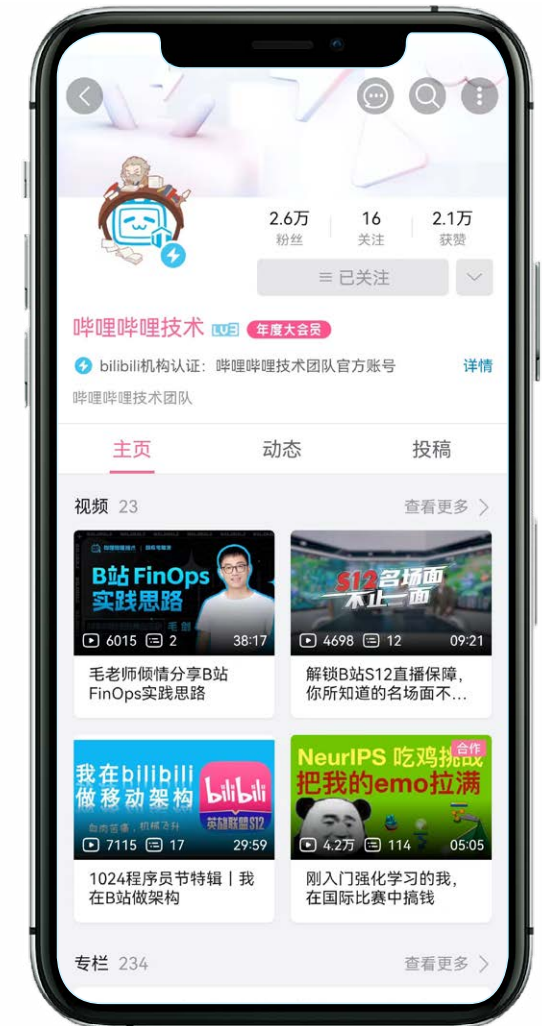 2.6万
16
2.1万
粉丝
关注
获赞
已关注
哔哩哔哩技术 LV3 年度大会员
bilibili机构认证：哔哩哔哩技术团队官方账号 详情
哔哩哔哩技术团队
主页
动态
投稿
视频 23
查看更多
B站 FinOps
实践思路
毛 剑
6015 2 38:17
毛老师倾情分享B站
FinOps实践思路
S12名场面
不止一面
4698 12 09:21
解锁B站S12直播保障，
你所知道的名场面不...
我在bilibili
做移动架构
血肉苦痛，机械飞升
bilibili
英雄联盟S12
7115 17 29:59
1024程序员节特辑丨我
在B站做架构
合作
NeurIPS 吃鸡挑战
把我的emo拉满
4.2万 114 05:05
刚入门强化学习的我，
在国际比赛中搞钱
专栏 234
查看更多